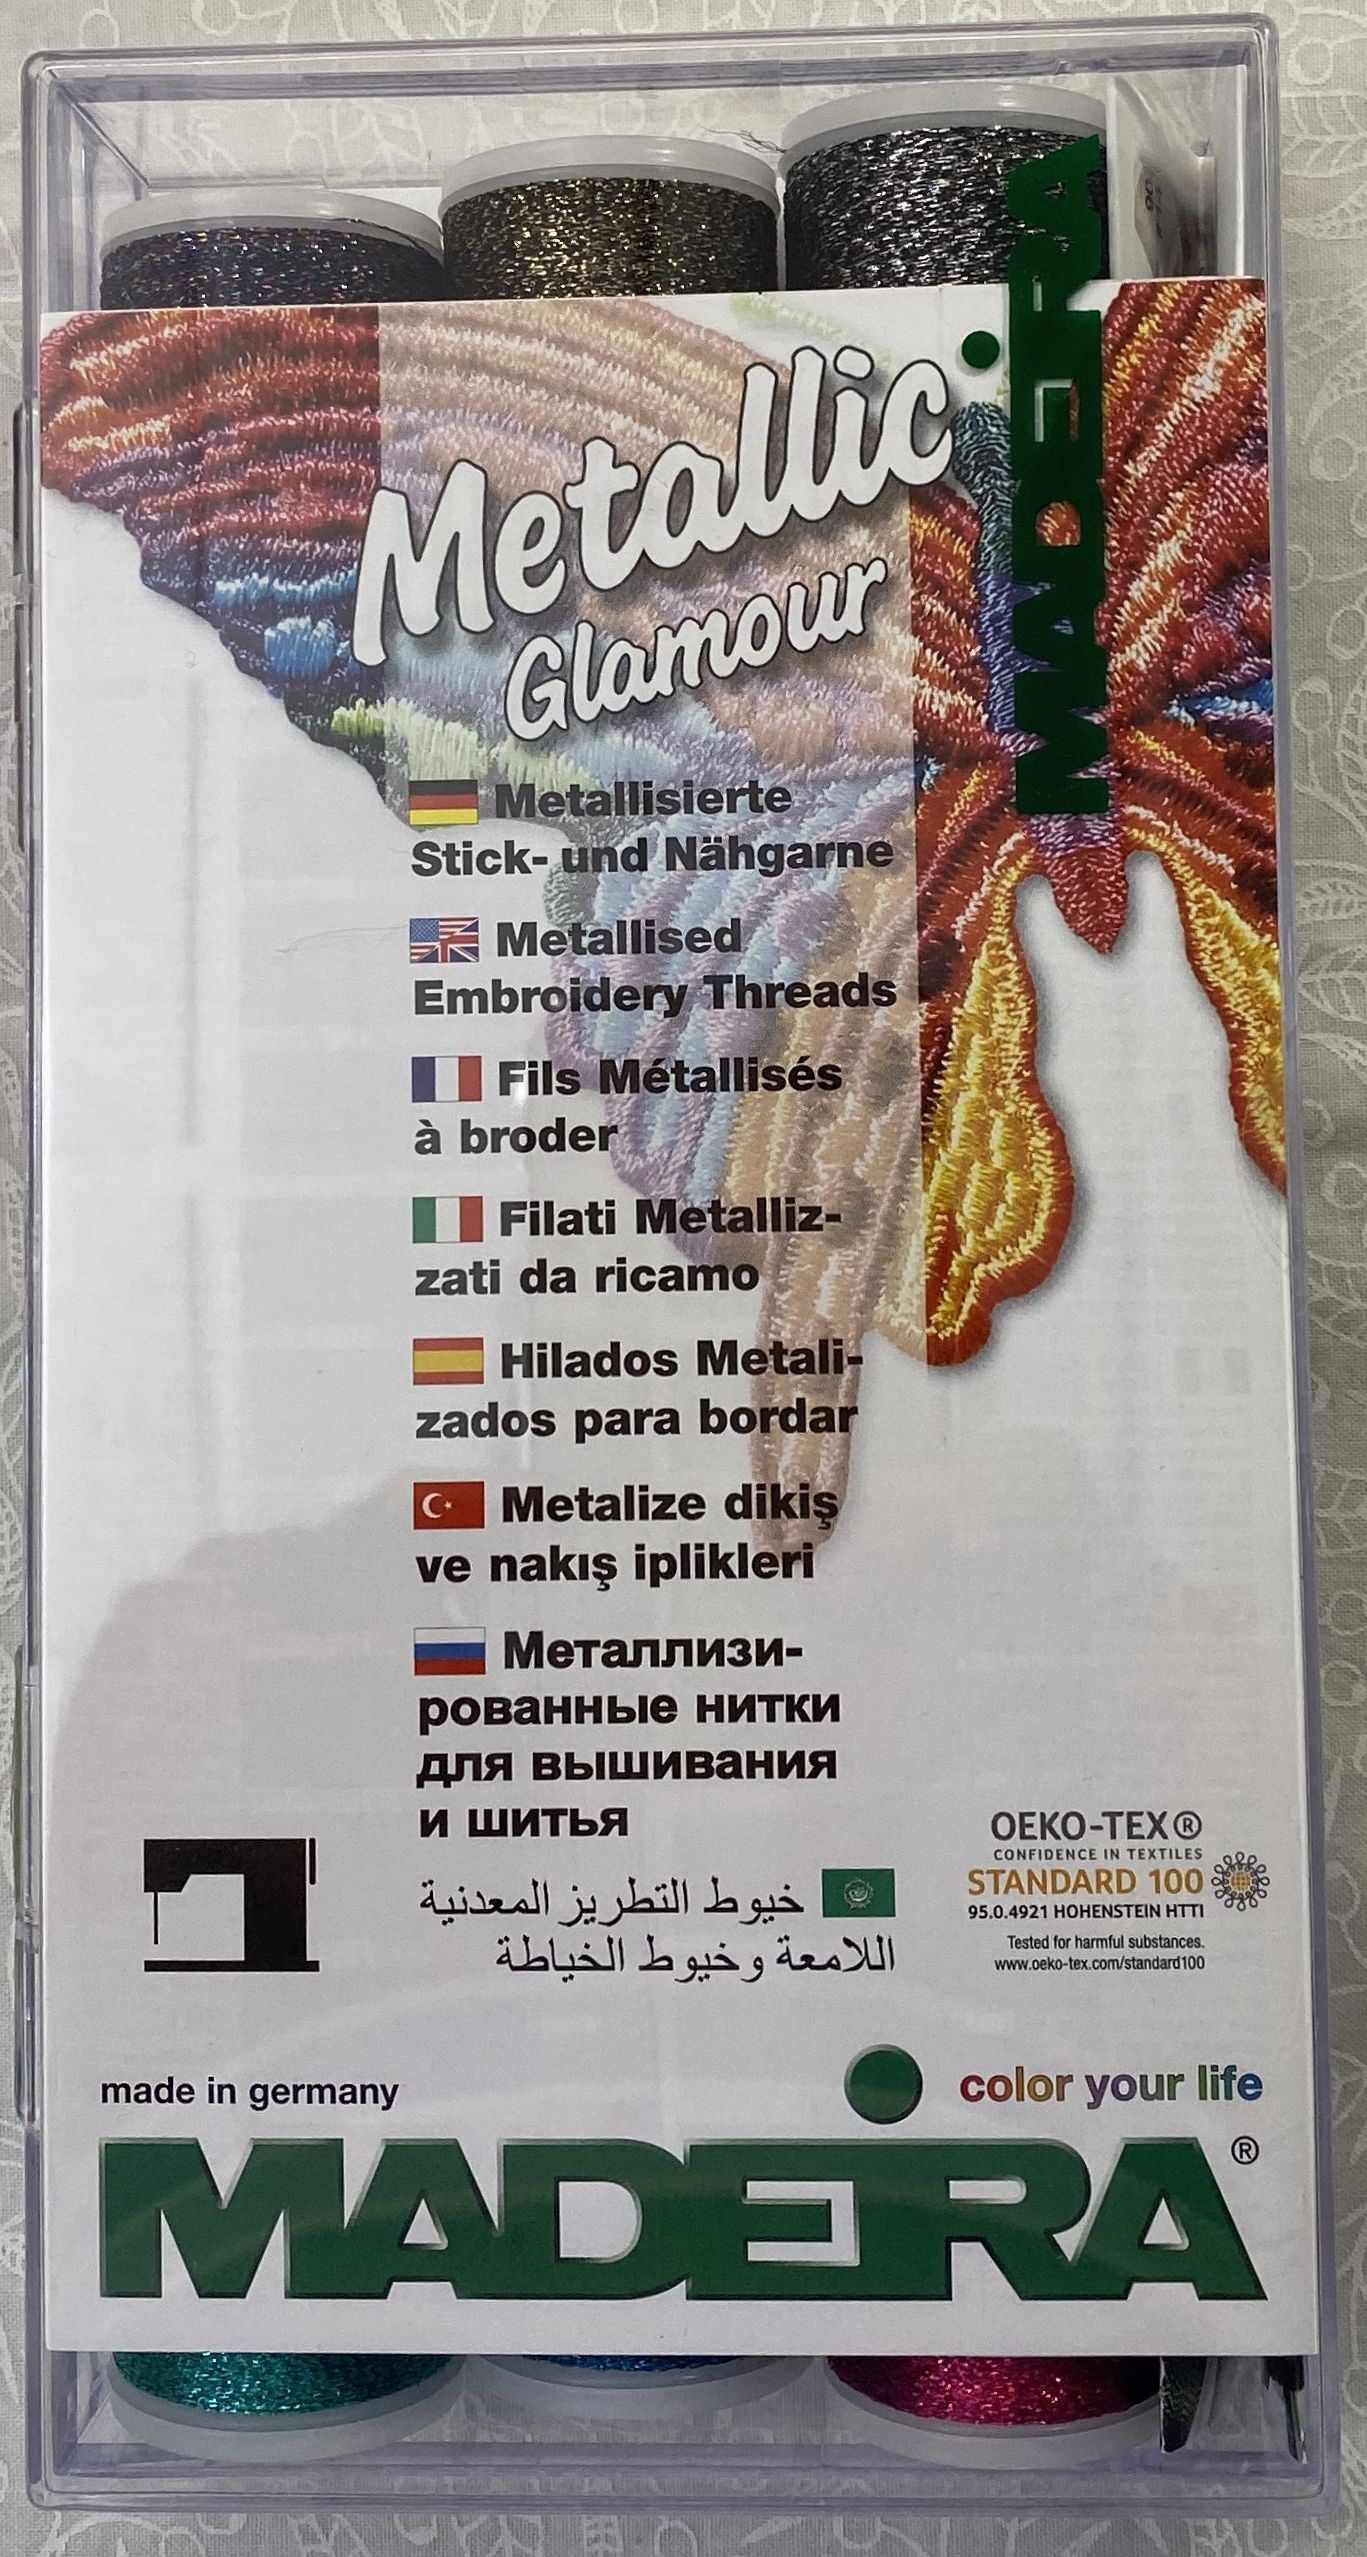 MADEIRA
Metallic
Glamour
Metallisierte
Stick- und Nähgarne
Metallised
Embroidery Threads
Fils Métallisés
à broder
Filati Metalliz-
zati da ricamo
Hilados Metali-
zados para bordar
Metalize dikiş
ve nakış iplikleri
Металлизи-
рованные нитки
для вышивания
и шитья
خيوط التطريز المعدنية
اللامعة وخيوط الخياطة
OEKO-TEX®
CONFIDENCE IN TEXTILES
STANDARD 100
95.0.4921 HOHENSTEIN HTTI
Tested for harmful substances.
www.oeko-tex.com/standard100
made in germany
color your life
MADEIRA®